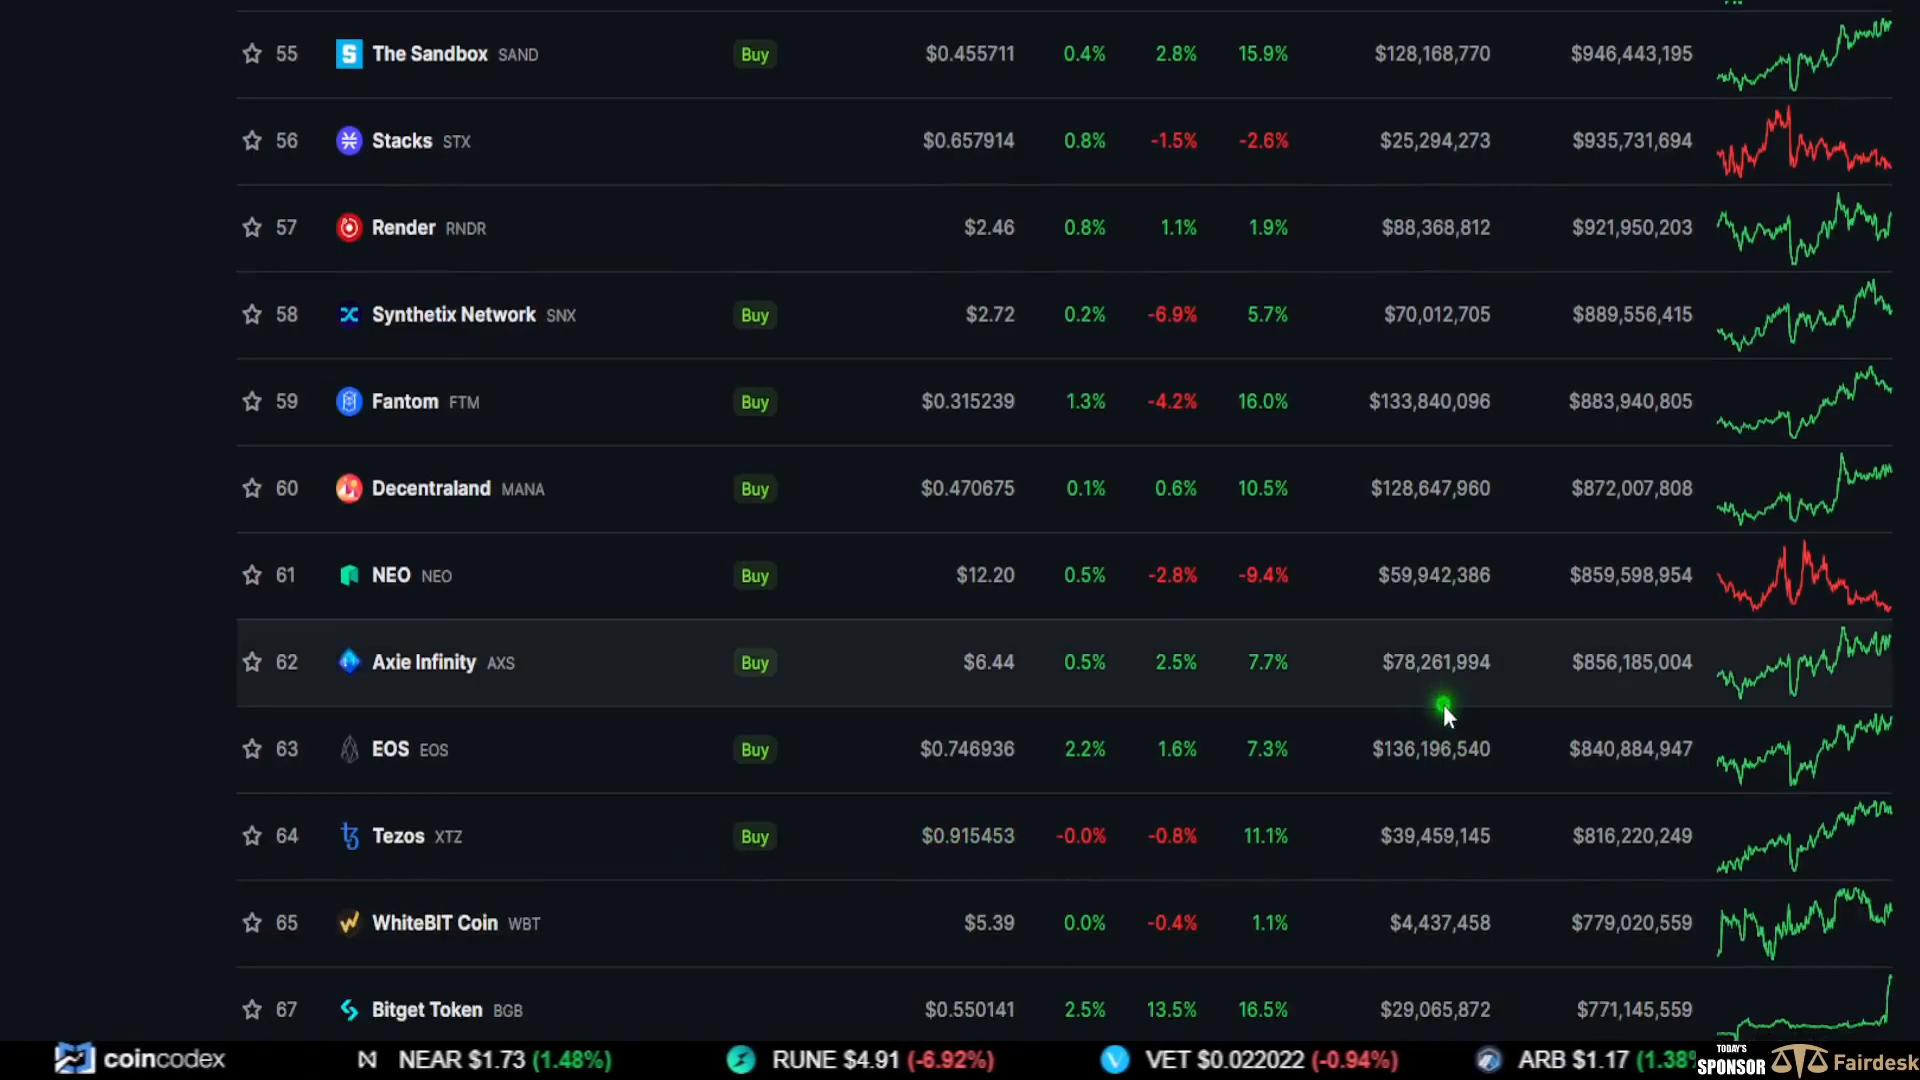 55 The Sandbox SAND Buy $0.455711 0.4% 2.8% 15.9% $128,168,770 $946,443,195
56 Stacks STX $0.657914 0.8% -1.5% -2.6% $25,294,273 $935,731,694
57 Render RNDR $2.46 0.8% 1.1% 1.9% $88,368,812 $921,950,203
58 Synthetix Network SNX Buy $2.72 0.2% -6.9% 5.7% $70,012,705 $889,556,415
59 Fantom FTM Buy $0.315239 1.3% -4.2% 16.0% $133,840,096 $883,940,805
60 Decentraland MANA Buy $0.470675 0.1% 0.6% 10.5% $128,647,960 $872,007,808
61 NEO NEO Buy $12.20 0.5% -2.8% -9.4% $59,942,386 $859,598,954
62 Axie Infinity AXS Buy $6.44 0.5% 2.5% 7.7% $78,261,994 $856,185,004
63 EOS EOS Buy $0.746936 2.2% 1.6% 7.3% $136,196,540 $840,884,947
64 Tezos XTZ Buy $0.915453 -0.0% -0.8% 11.1% $39,459,145 $816,220,249
65 WhiteBIT Coin WBT $5.39 0.0% -0.4% 1.1% $4,437,458 $779,020,559
67 Bitget Token BGB $0.550141 2.5% 13.5% 16.5% $29,065,872 $771,145,559
coincodex NEAR $1.73 (1.48%) RUNE $4.91 (-6.92%) VET $0.022022 (-0.94%) ARB $1.17 (1.38%
TODAY'S
SPONSOR Fairdesk